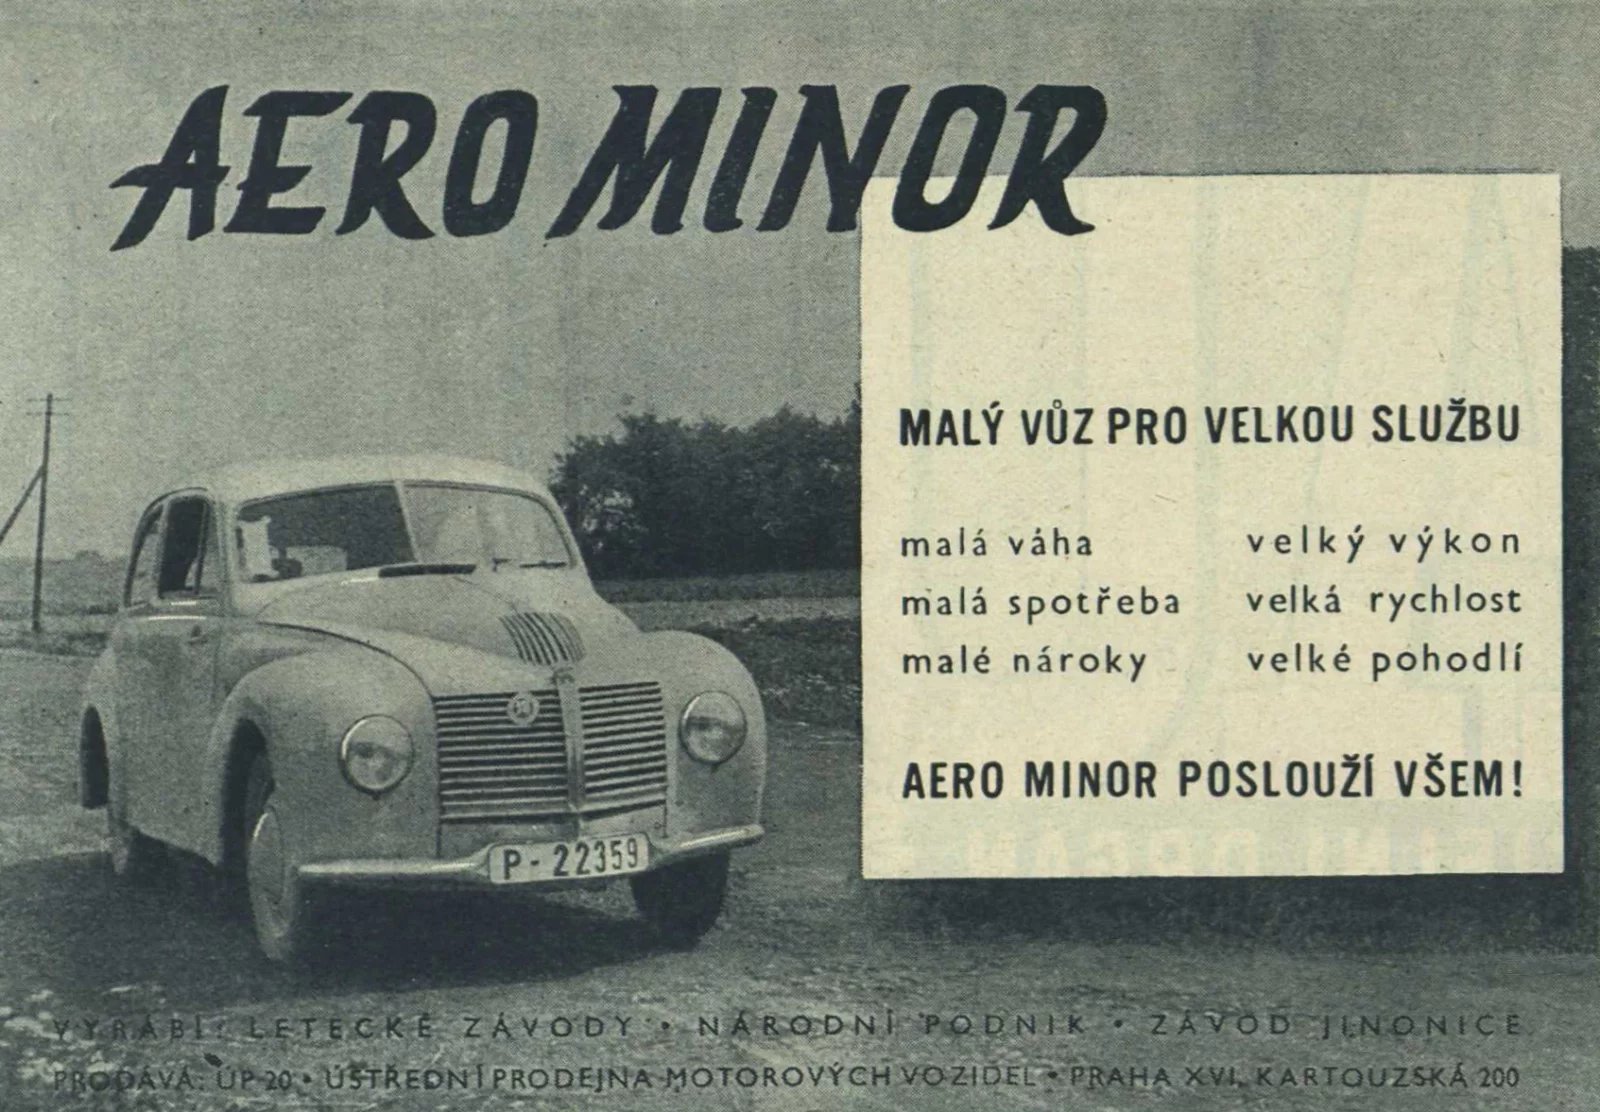 AERO MINOR
MALÝ VŮZ PRO VELKOU SLUŽBU
malá váha velký výkon
malá spotřeba velká rychlost
malé nároky velké pohodlí
AERO MINOR POSLOUŽÍ VŠEM!
P-22359
VYRÁBÍ: LETECKÉ ZÁVODY • NÁRODNÍ PODNIK • ZÁVOD JINONICE
PRODÁVÁ: ÚP 20 • ÚSTŘEDNÍ PRODEJNA MOTOROVÝCH VOZIDEL • PRAHA XVI, KARTOUZSKÁ 200